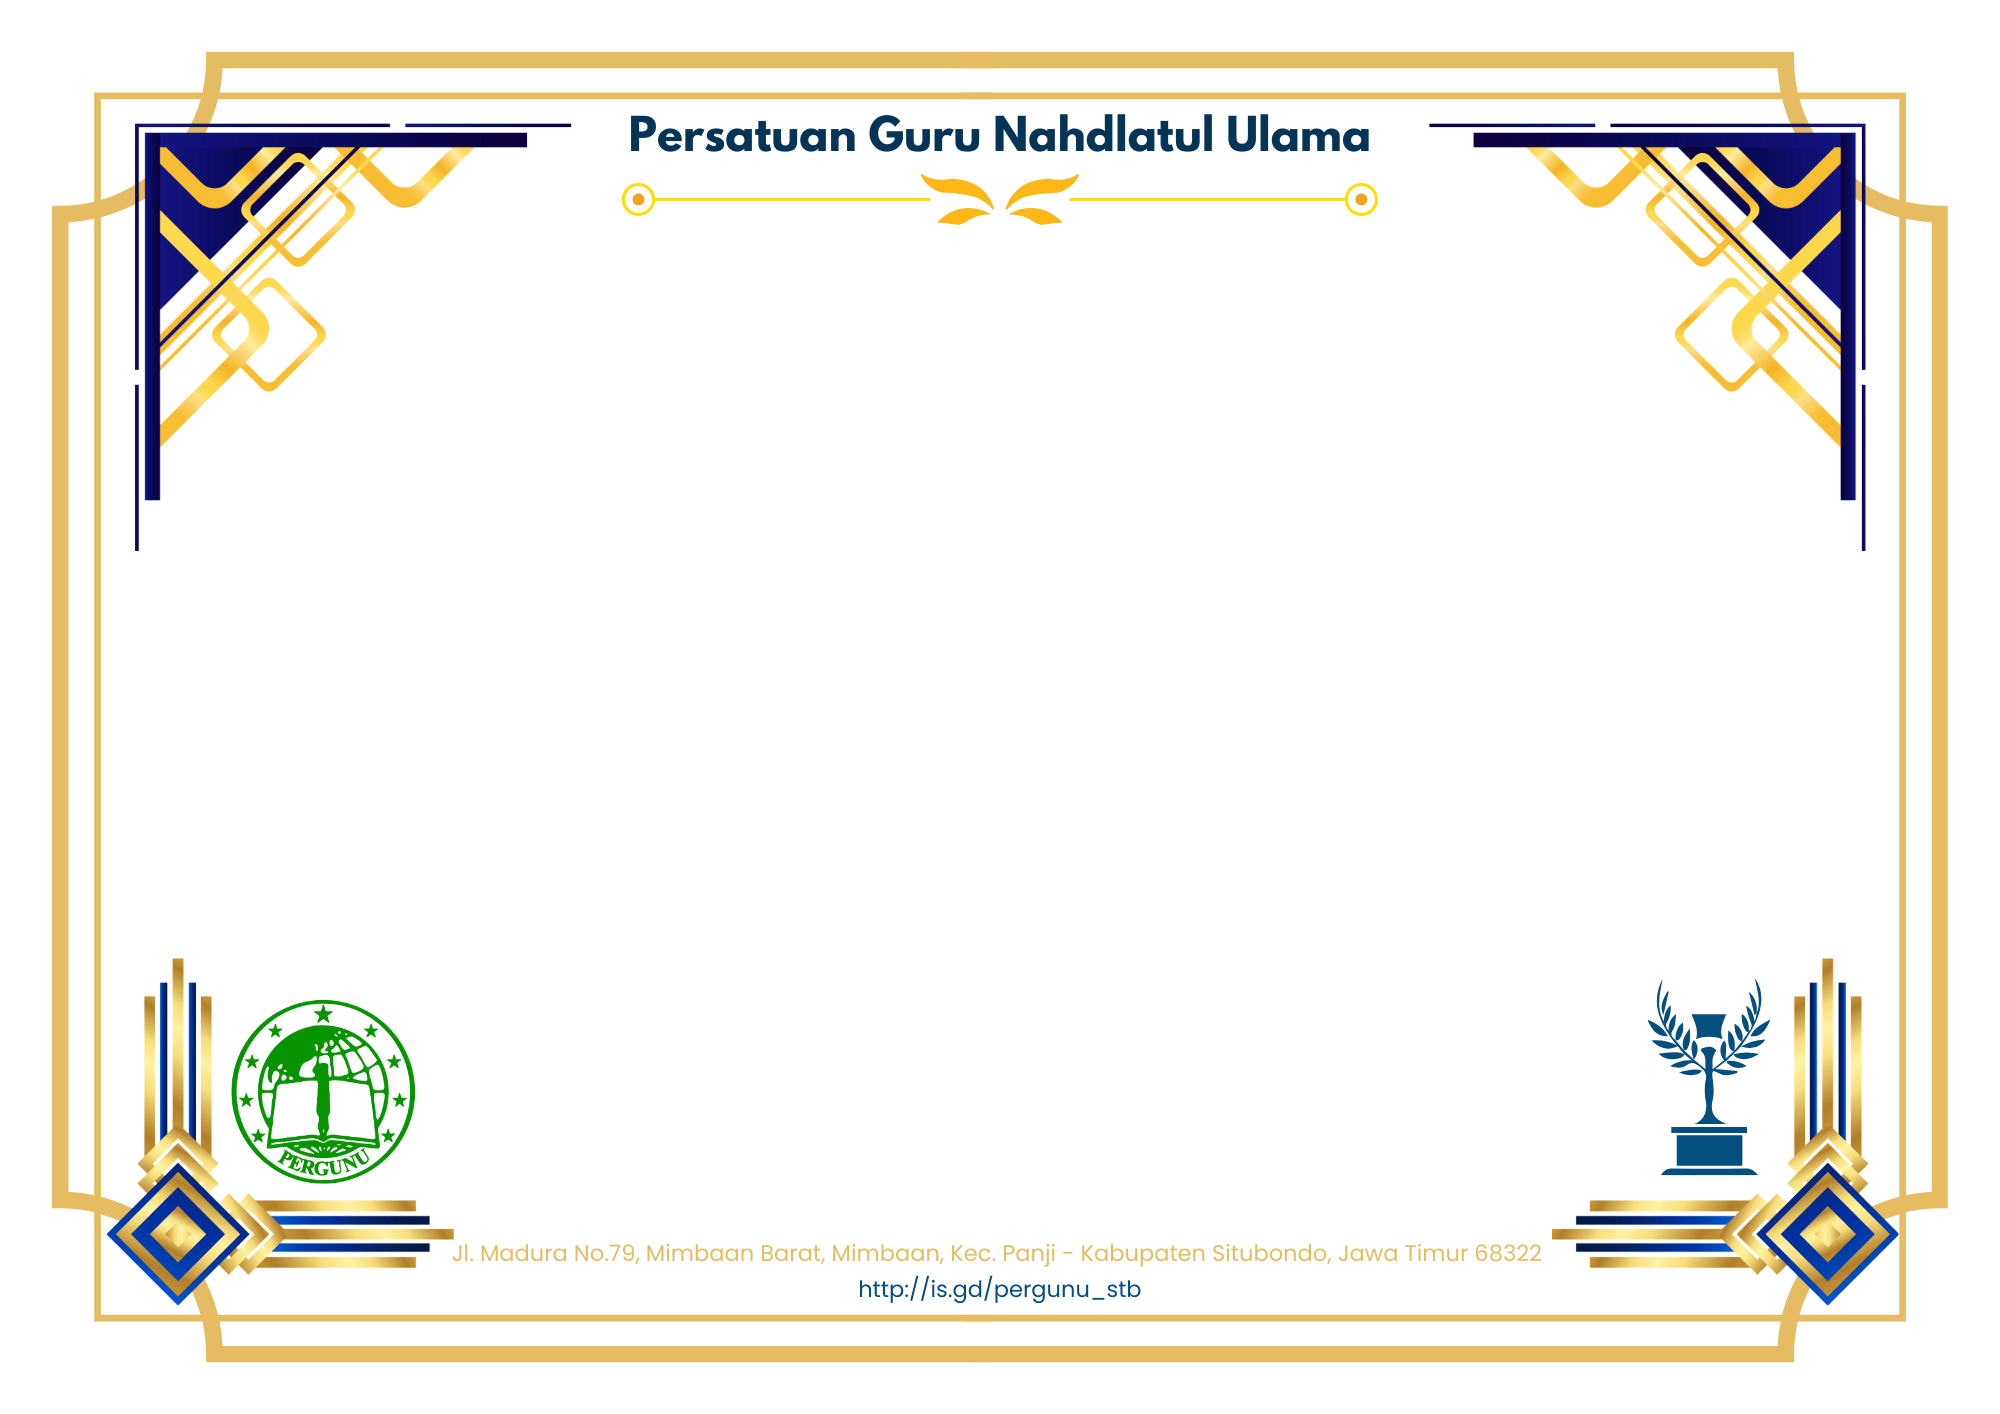 Persatuan Guru Nahdlatul Ulama
PERGUNU
Jl. Madura No.79, Mimbaan Barat, Mimbaan, Kec. Panji - Kabupaten Situbondo, Jawa Timur 68322
http://is.gd/pergunu_stb